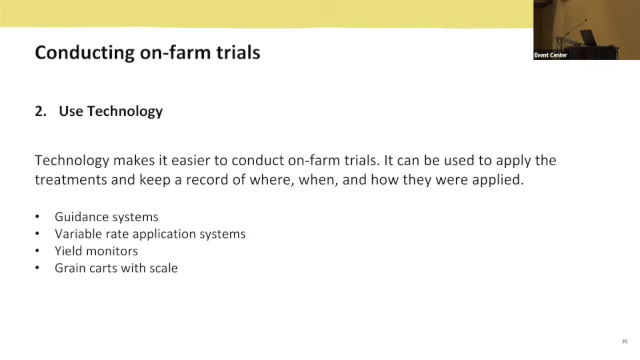 Conducting on-farm trials
Event Center
2. Use Technology
Technology makes it easier to conduct on-farm trials. It can be used to apply the
treatments and keep a record of where, when, and how they were applied.
• Guidance systems
• Variable rate application systems
• Yield monitors
• Grain carts with scale
20